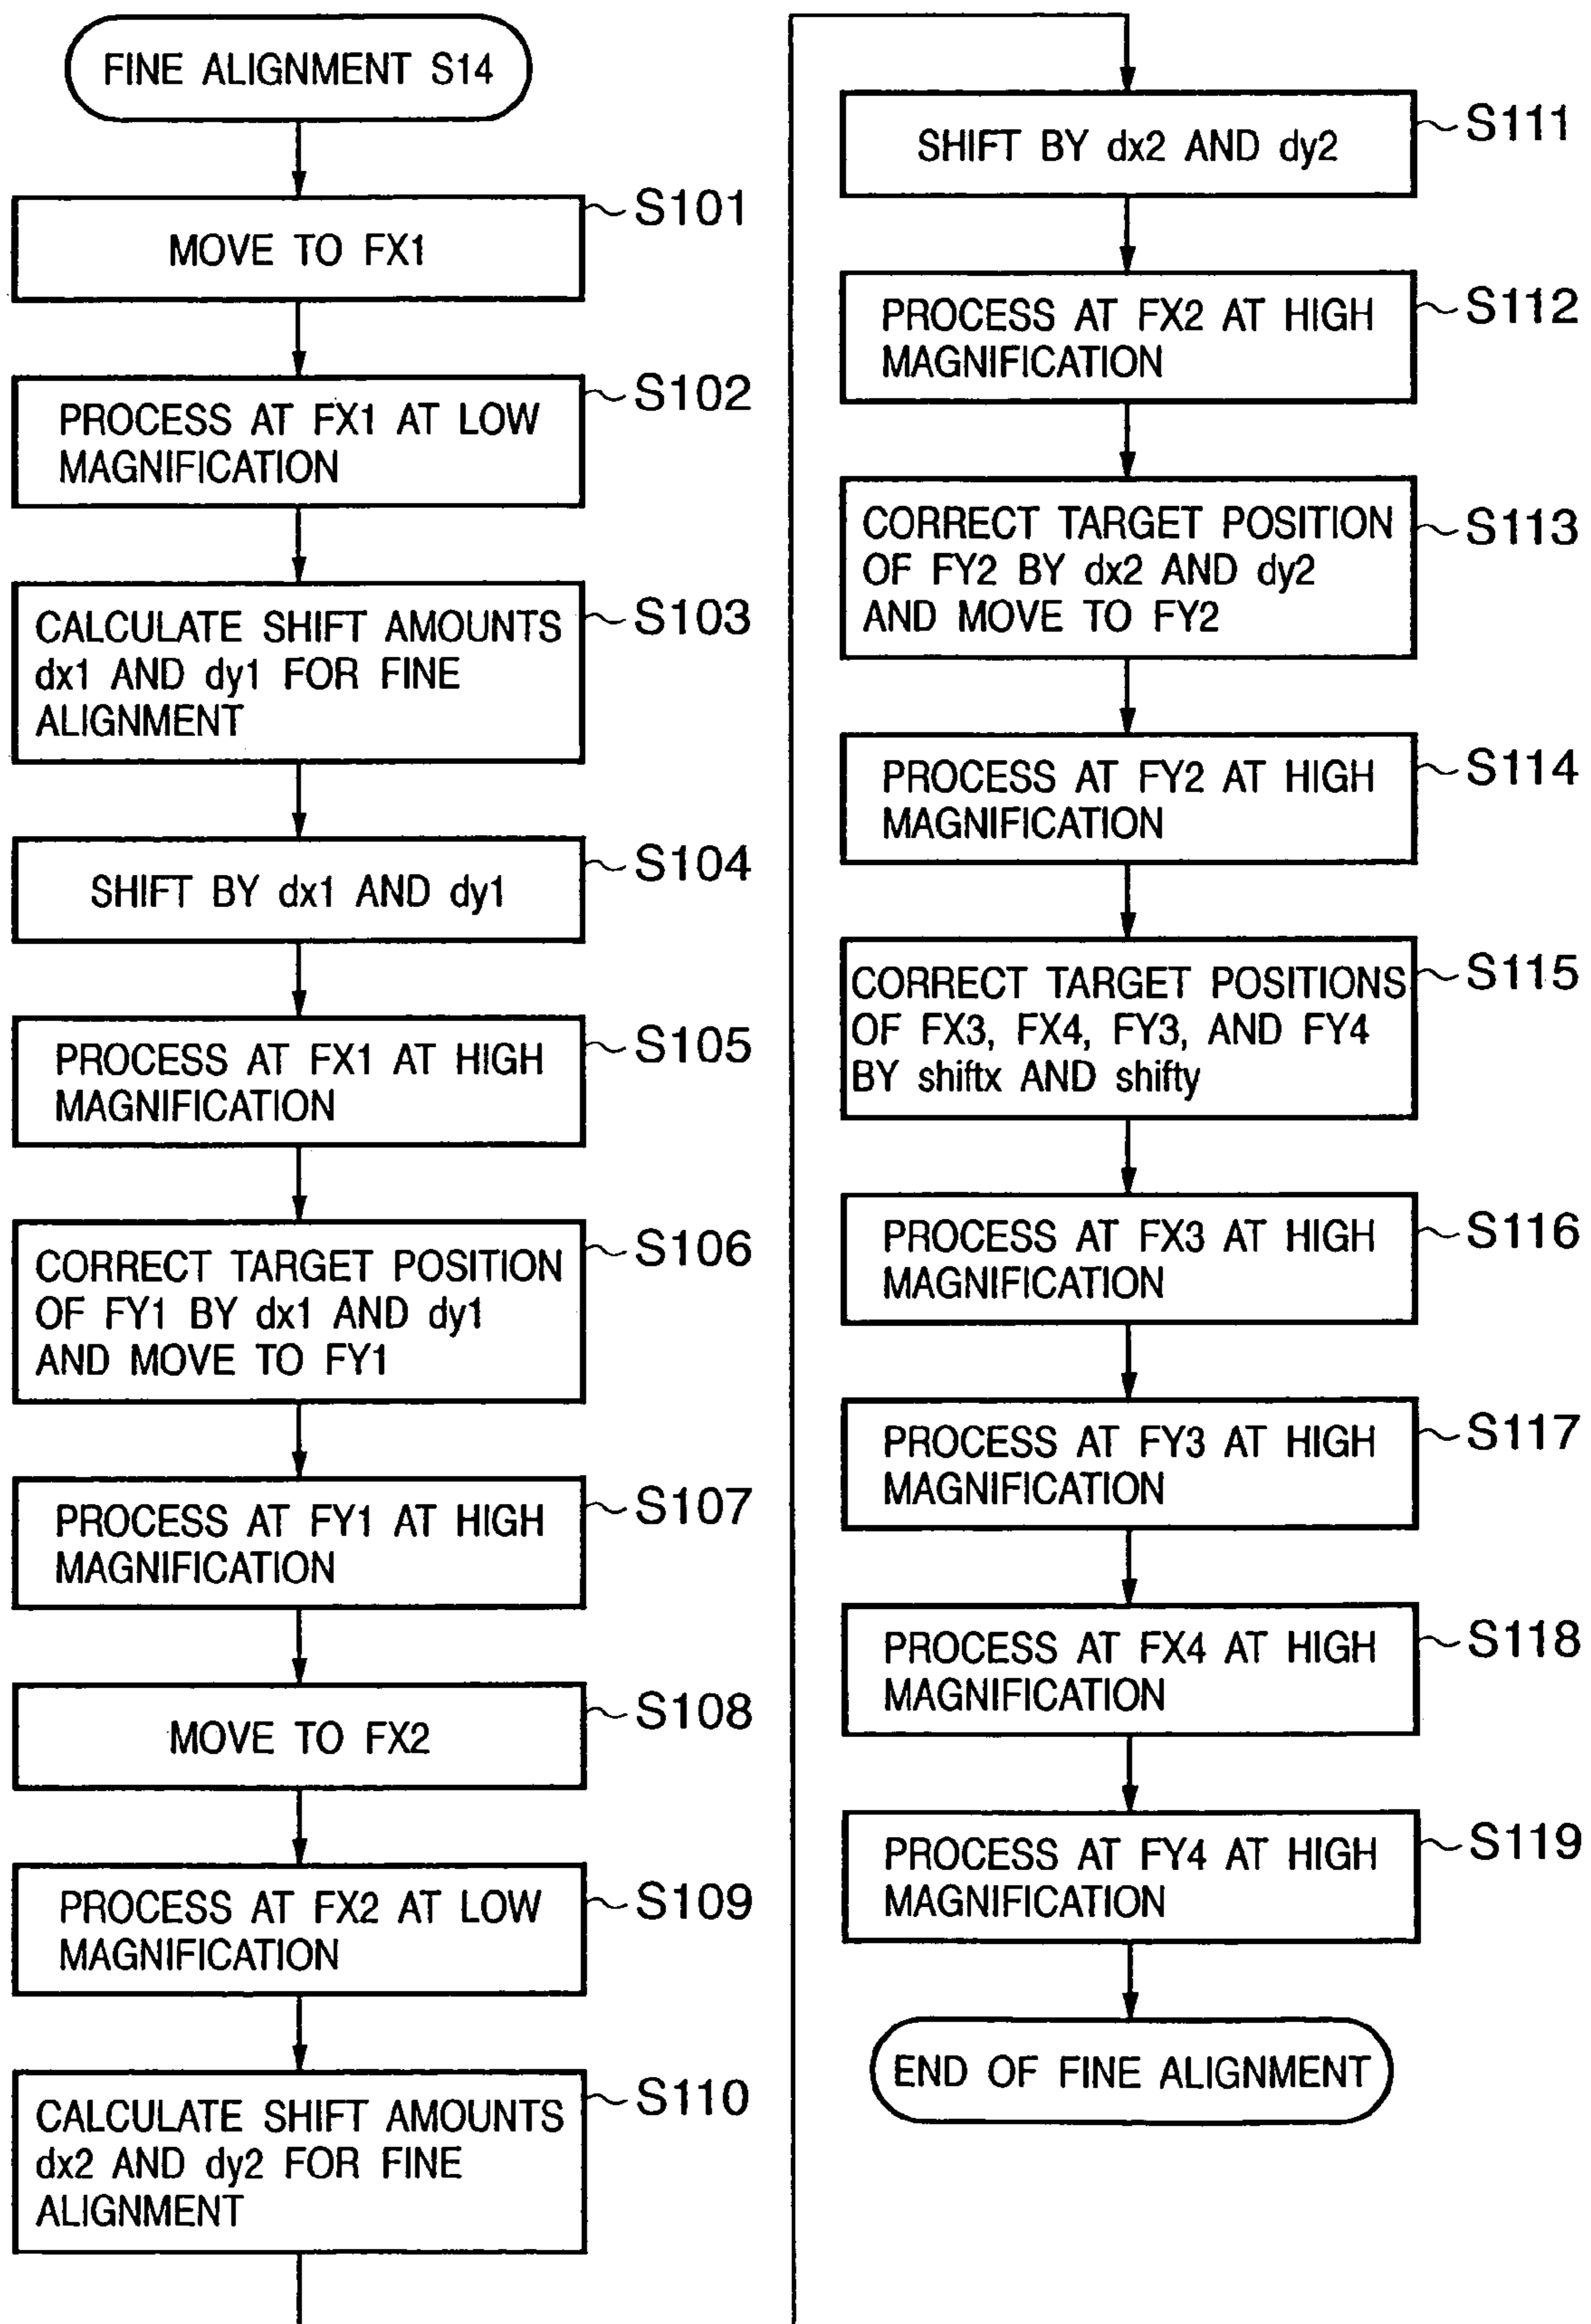 FINE ALIGNMENT S14
S101
MOVE TO FX1
S102
PROCESS AT FX1 AT LOW
MAGNIFICATION
S103
CALCULATE SHIFT AMOUNTS
dx1 AND dy1 FOR FINE
ALIGNMENT
S104
SHIFT BY dx1 AND dy1
S105
PROCESS AT FX1 AT HIGH
MAGNIFICATION
S106
CORRECT TARGET POSITION
OF FY1 BY dx1 AND dy1
AND MOVE TO FY1
S107
PROCESS AT FY1 AT HIGH
MAGNIFICATION
S108
MOVE TO FX2
S109
PROCESS AT FX2 AT LOW
MAGNIFICATION
S110
CALCULATE SHIFT AMOUNTS
dx2 AND dy2 FOR FINE
ALIGNMENT
S111
SHIFT BY dx2 AND dy2
S112
PROCESS AT FX2 AT HIGH
MAGNIFICATION
S113
CORRECT TARGET POSITION
OF FY2 BY dx2 AND dy2
AND MOVE TO FY2
S114
PROCESS AT FY2 AT HIGH
MAGNIFICATION
S115
CORRECT TARGET POSITIONS
OF FX3, FX4, FY3, AND FY4
BY shiftx AND shifty
S116
PROCESS AT FX3 AT HIGH
MAGNIFICATION
S117
PROCESS AT FY3 AT HIGH
MAGNIFICATION
S118
PROCESS AT FX4 AT HIGH
MAGNIFICATION
S119
PROCESS AT FY4 AT HIGH
MAGNIFICATION
END OF FINE ALIGNMENT